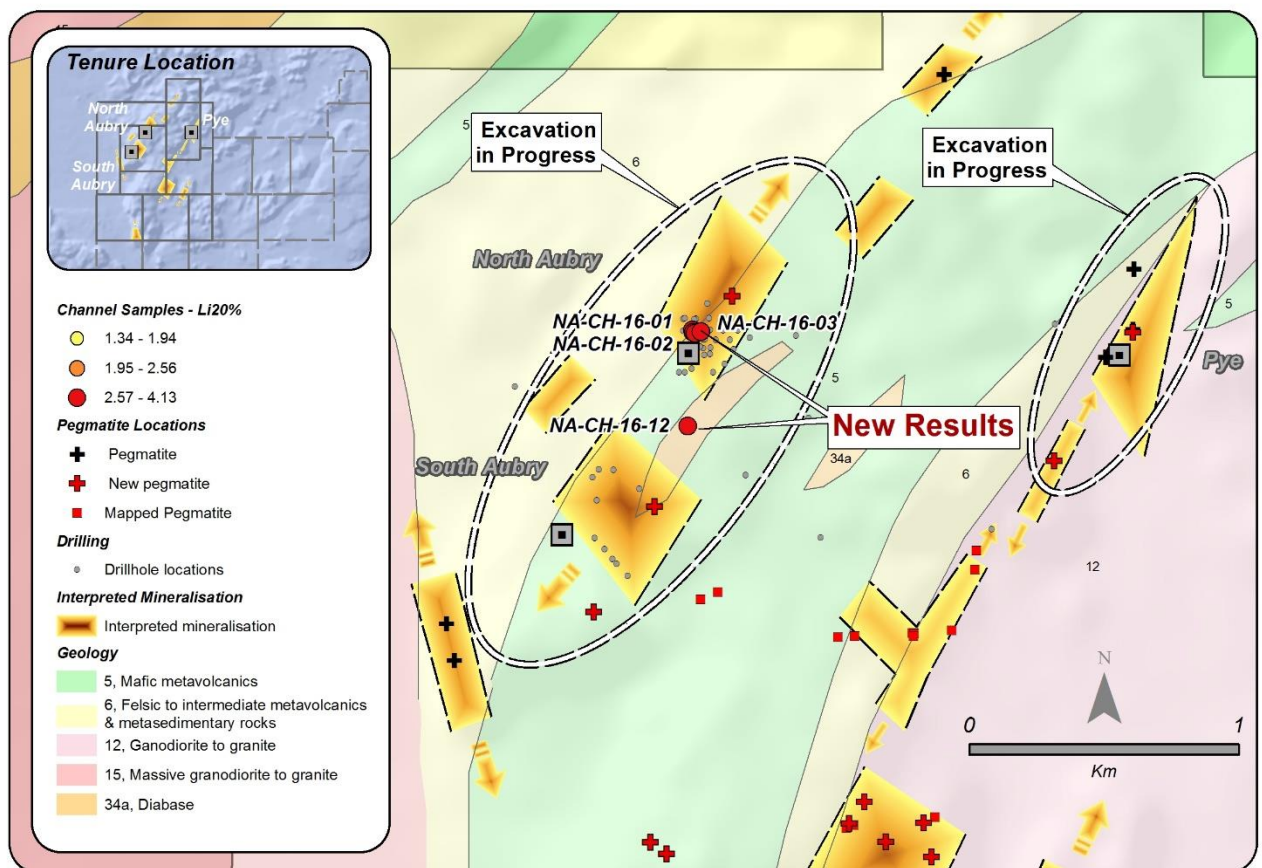 15
Tenure Location
North
Aubry
Pye
South
Aubry
Channel Samples - Li20%
1.34 - 1.94
1.95 - 2.56
2.57 - 4.13
Pegmatite Locations
Pegmatite
New pegmatite
Mapped Pegmatite
Drilling
Drillhole locations
Interpreted Mineralisation
Interpreted mineralisation
Geology
5, Mafic metavolcanics
6, Felsic to intermediate metavolcanics
& metasedimentary rocks
12, Ganodiorite to granite
15, Massive granodiorite to granite
34a, Diabase
5
6
Excavation
in Progress
Excavation
in Progress
North Aubry
NA-CH-16-01
NA-CH-16-03
NA-CH-16-02
5
5
Pye
NA-CH-16-12
New Results
South Aubry
34a
6
12
N
0
1
Km